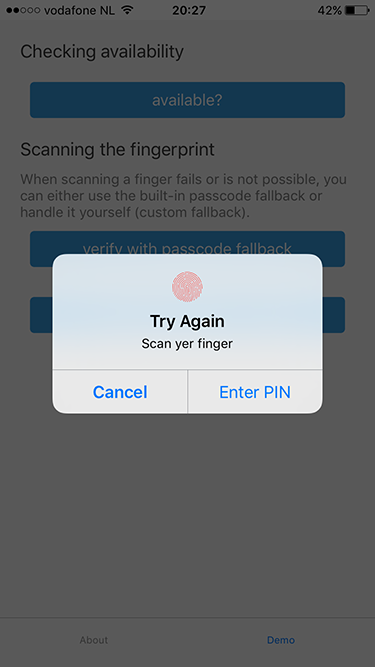 vodafone NL 20:27 42%
Checking availability
available?
Scanning the fingerprint
When scanning a finger fails or is not possible, you
can either use the built-in passcode fallback or
handle it yourself (custom fallback).
verify with passcode fallback
Try Again
Scan yer finger
Cancel Enter PIN
About Demo